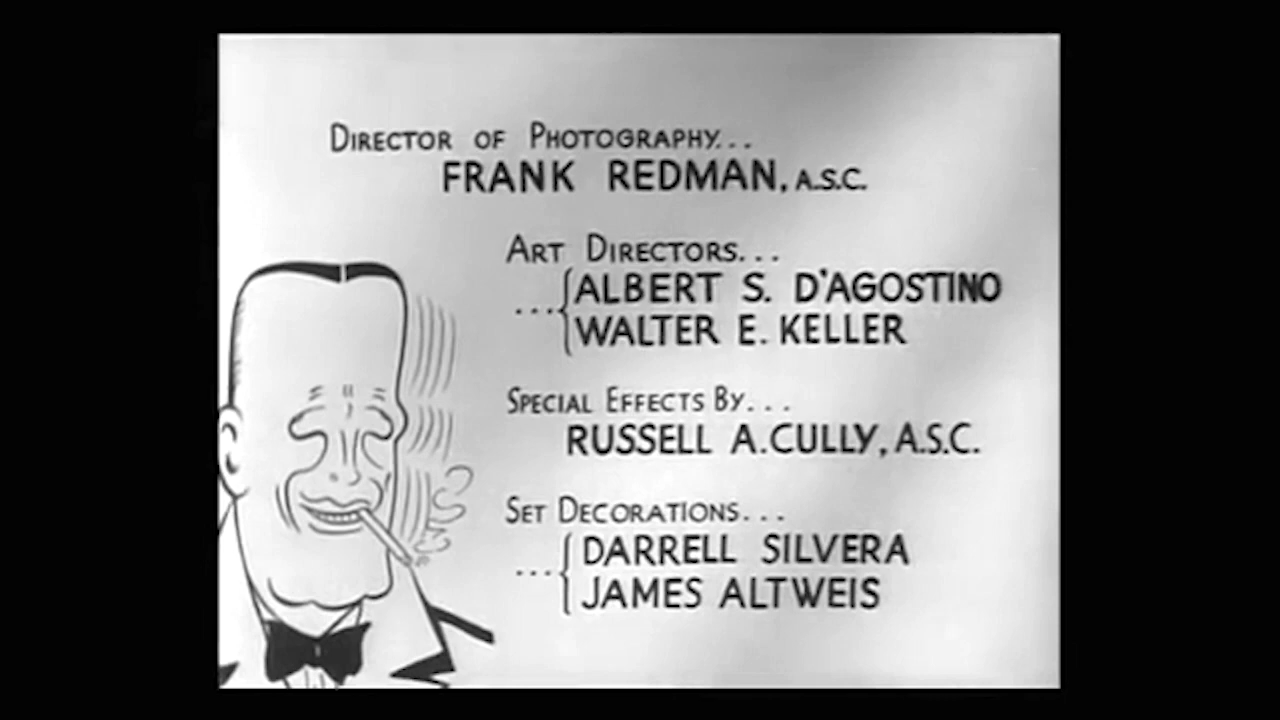 DIRECTOR OF PHOTOGRAPHY...
FRANK REDMAN, A.S.C.
ART DIRECTORS...
...{ALBERT S. D'AGOSTINO
WALTER E. KELLER
SPECIAL EFFECTS BY...
RUSSELL A. CULLY, A.S.C.
SET DECORATIONS...
...{DARRELL SILVERA
JAMES ALTWEIS